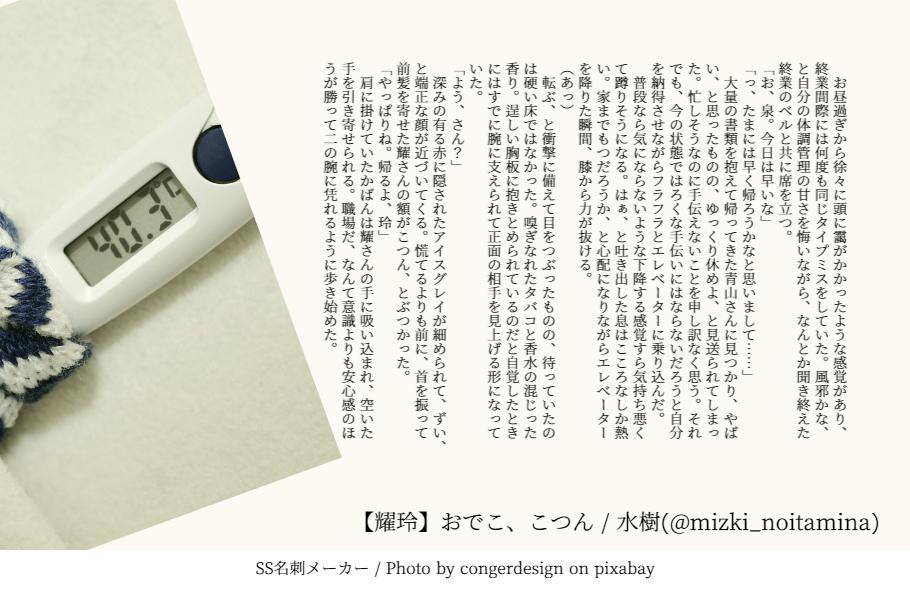 お昼過ぎから徐々に頭に靄がかかったような感覚があり、
終業間際には何度も同じタイプミスをしていた。風邪かな、
と自分の体調管理の甘さを悔いながら、なんとか聞き終えた
終業のベルと共に席を立つ。
「お、泉。今日は早いな」
「っ、たまには早く帰ろうかなと思いまして……」
大量の書類を抱えて帰ってきた青山さんに見つかり、やば
い、と思ったものの、ゆっくり休めよ、と見送られてしまっ
た。忙しそうなのに手伝えないことを申し訳なく思う。それ
でも、今の状態ではろくな手伝いにはならないだろうと自分
を納得させながらフラフラとエレベーターに乗り込んだ。
普段なら気にならないような下降する感覚すら気持ち悪く
て蹲りそうになる。はぁ、と吐き出した息はこころなしか熱
い。家までもつだろうか、と心配になりながらエレベーター
を降りた瞬間、膝から力が抜ける。
(あっ)
転ぶ、と衝撃に備えて目をつぶったものの、待っていたの
は硬い床ではなかった。嗅ぎなれたタバコと香水の混じった
香り。逞しい胸板に抱きとめられているのだと自覚したとき
にはすでに腕に支えられて正面の相手を見上げる形になって
いた。
「よう、さん?」
深みの有る赤に隠されたアイスグレイが細められて、ずい、
と端正な顔が近づいてくる。慌てるよりも前に、首を振って
前髪を寄せた耀さんの額がこつん、とぶつかった。
「やっぱりね。帰るよ、玲」
肩に掛けていたかばんは耀さんの手に吸い込まれ、空いた
手を引き寄せられる。職場だ、なんて意識よりも安心感のほ
うが勝って二の腕に凭れるように歩き始めた。
40.3°C
【耀玲】おでこ、こつん / 水樹(@mizki_noitamina)
SS名刺メーカー / Photo by congerdesign on pixabay